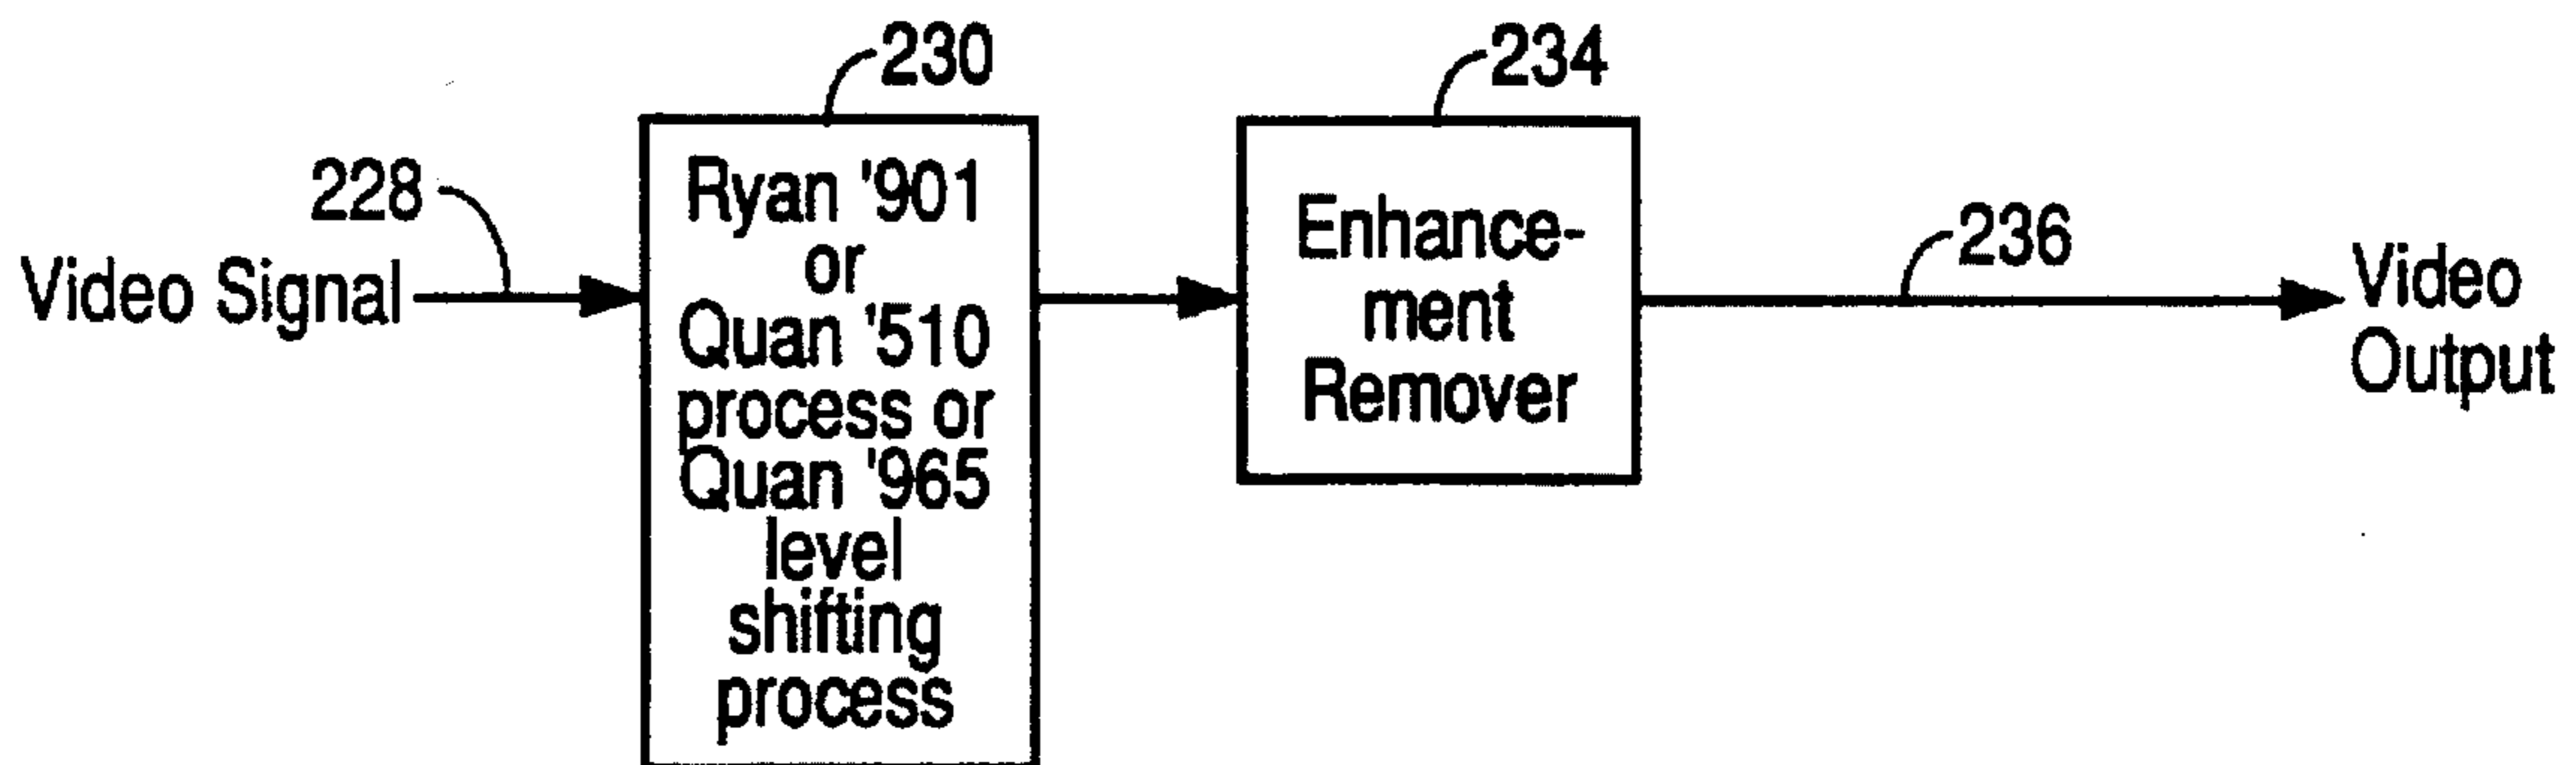 230
234
228
236
Video Signal
Ryan '901
or
Quan '510
process or
Quan '965
level
shifting
process
Enhance-
ment
Remover
Video
Output